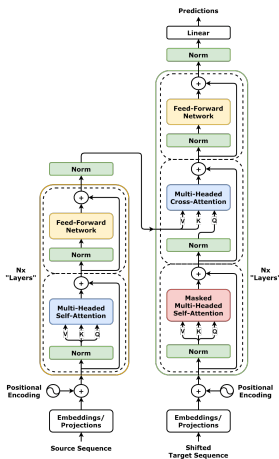 Predictions
Linear
Norm
Norm
Feed-Forward
Network
Norm
Nx
"Layers"
Multi-Headed
Self-Attention
V K Q
Norm
Positional
Encoding
Embeddings/
Projections
Source Sequence
Feed-Forward
Network
Norm
Multi-Headed
Cross-Attention
V K Q
Norm
Nx
"Layers"
Masked
Multi-Headed
Self-Attention
V K Q
Norm
Positional
Encoding
Embeddings/
Projections
Shifted
Target Sequence